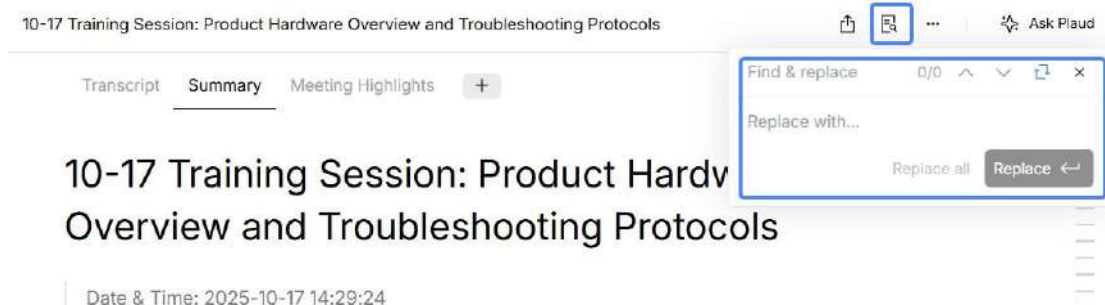 10-17 Training Session: Product Hardware Overview and Troubleshooting Protocols
... Ask Plaud
Transcript Summary Meeting Highlights +
Find & replace 0/0
Replace with...
Replace all Replace
10-17 Training Session: Product Hardw
Overview and Troubleshooting Protocols
Date & Time: 2025-10-17 14:29:24